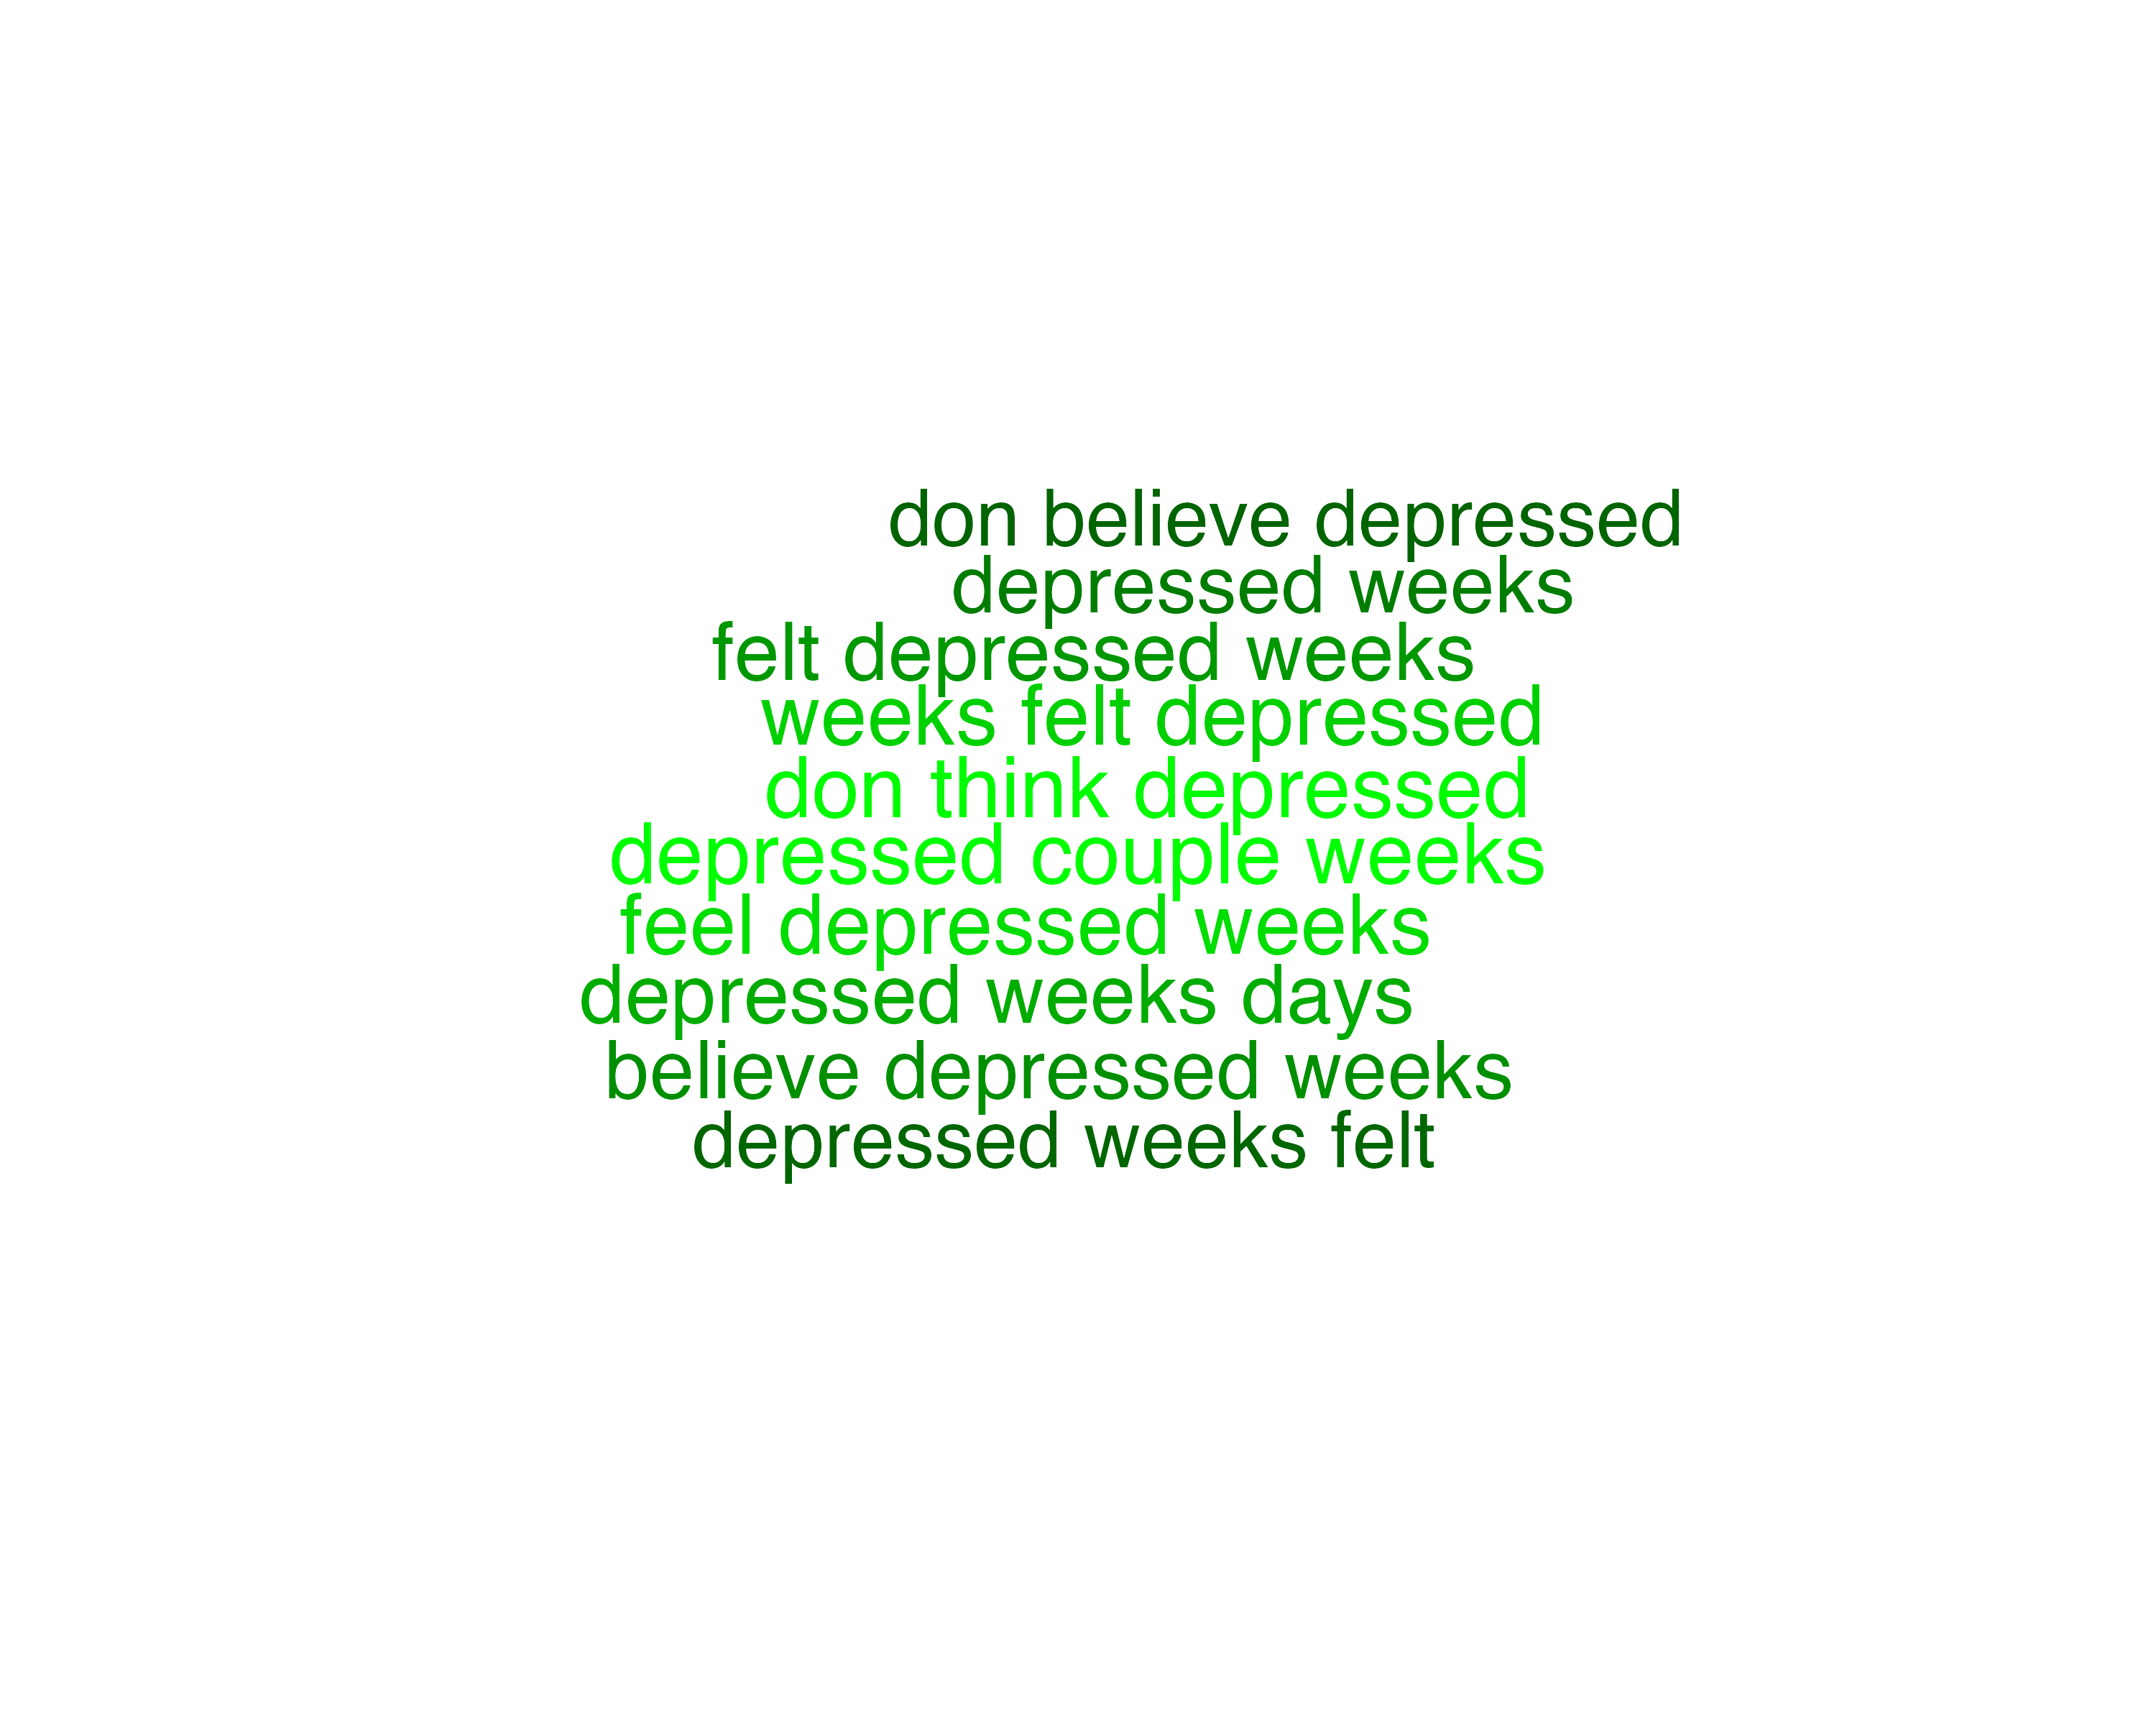 don believe depressed
depressed weeks
felt depressed weeks
weeks felt depressed
don think depressed
depressed couple weeks
feel depressed weeks
depressed weeks days
believe depressed weeks
depressed weeks felt